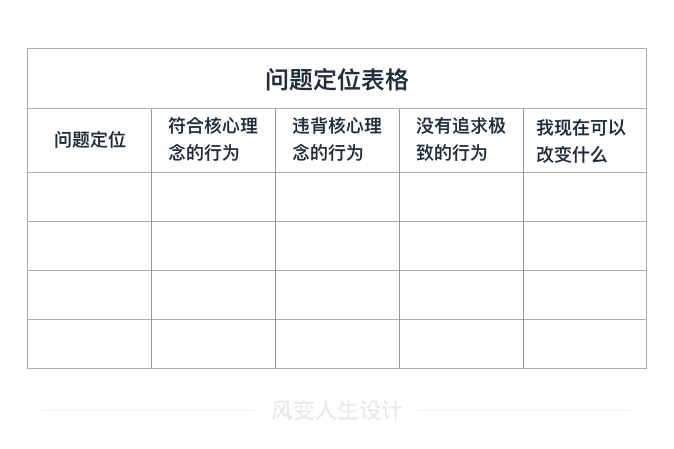 问题定位表格
问题定位
符合核心理
念的行为
违背核心理
念的行为
没有追求极
致的行为
我现在可以
改变什么
风变人生设计